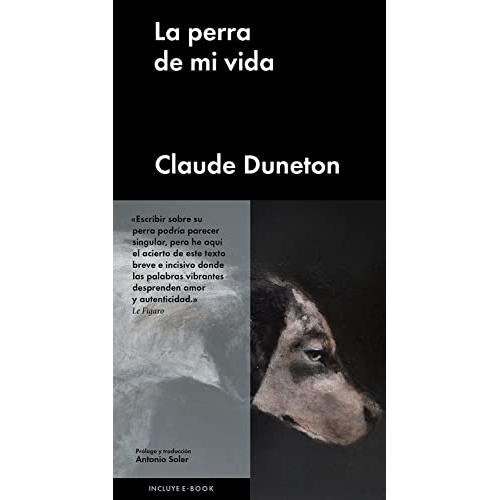 La perra
de mi vida
Claude Duneton
«Escribir sobre su
perra podría parecer
singular, pero he aquí
el acierto de este texto
breve e incisivo donde
las palabras vibrantes
desprenden amor
y autenticidad.»
Le Figaro
Prólogo y traducción
Antonio Soler
INCLUYE E-BOOK